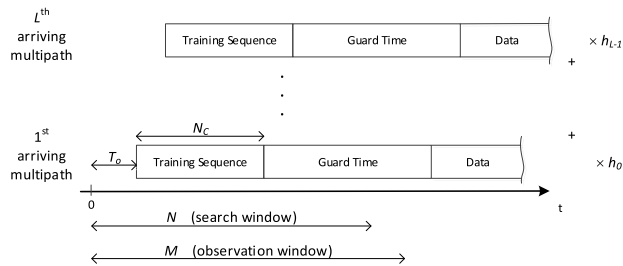 Lth
arriving
multipath
Training Sequence Guard Time Data
× hL-1
+
1st
arriving
multipath
NC
To
Training Sequence Guard Time Data
+
× h0
0
t
N (search window)
M (observation window)